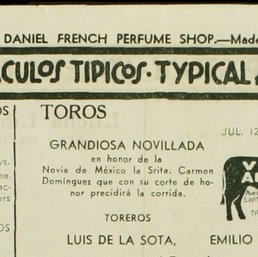 DANIEL FRENCH PERFUME SHOP.—Made
CULOS TIPICOS · TYPICAL
TOROS
JUL. 12
GRANDIOSA NOVILLADA
en honor de la
Novia de México la Srita. Carmen
Domínguez que con su corte de ho-
nor precidirá la corrida.
TOREROS
LUIS DE LA SOTA, EMILIO